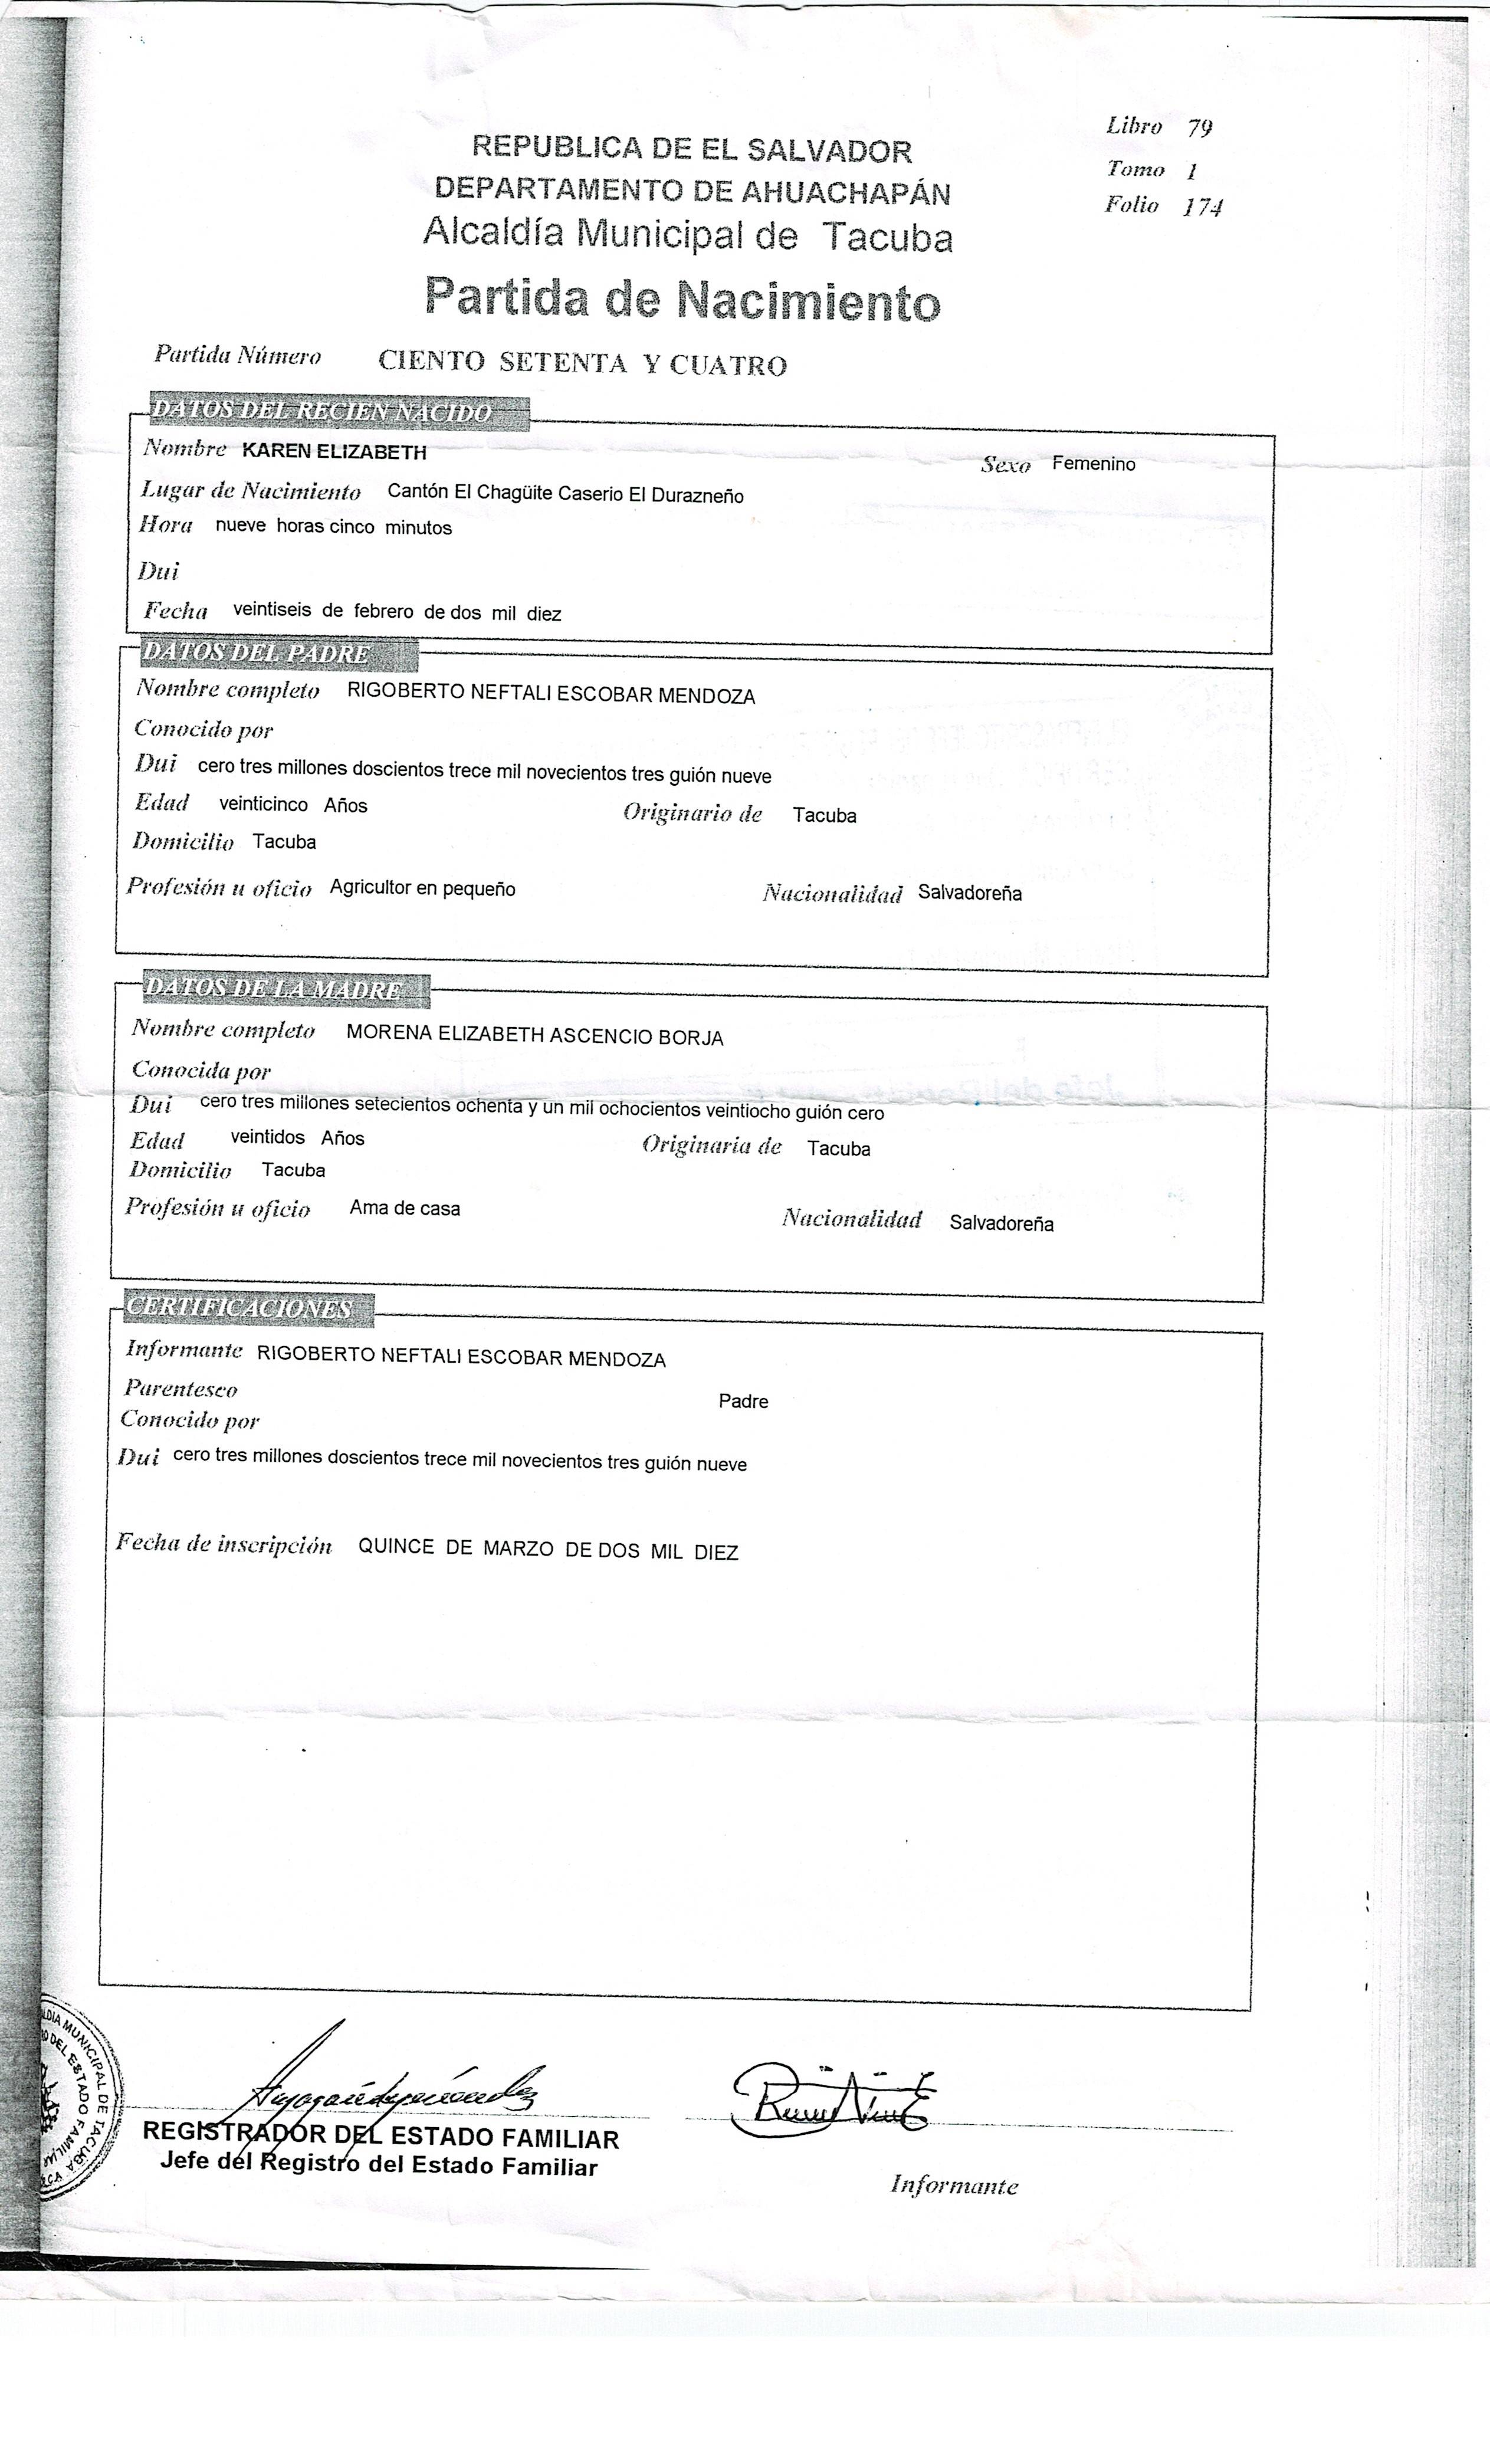 Libro 79
Tomo 1
Folio 174
REPUBLICA DE EL SALVADOR
DEPARTAMENTO DE AHUACHAPÁN
Alcaldía Municipal de Tacuba
Partida de Nacimiento
Partida Número CIENTO SETENTA Y CUATRO
DATOS DEL RECIEN NACIDO
Nombre KAREN ELIZABETH Sexo Femenino
Lugar de Nacimiento Cantón El Chagüite Caserio El Durazneño
Hora nueve horas cinco minutos
Dui
Fecha veintiseis de febrero de dos mil diez
DATOS DEL PADRE
Nombre completo RIGOBERTO NEFTALI ESCOBAR MENDOZA
Conocido por
Dui cero tres millones doscientos trece mil novecientos tres guión nueve
Edad veinticinco Años Originario de Tacuba
Domicilio Tacuba
Profesión u oficio Agricultor en pequeño Nacionalidad Salvadoreña
DATOS DE LA MADRE
Nombre completo MORENA ELIZABETH ASCENCIO BORJA
Conocida por
Dui cero tres millones setecientos ochenta y un mil ochocientos veintiocho guión cero
Edad veintidos Años Originaria de Tacuba
Domicilio Tacuba
Profesión u oficio Ama de casa Nacionalidad Salvadoreña
CERTIFICACIONES
Informante RIGOBERTO NEFTALI ESCOBAR MENDOZA
Parentesco Padre
Conocido por
Dui cero tres millones doscientos trece mil novecientos tres guión nueve
Fecha de inscripción QUINCE DE MARZO DE DOS MIL DIEZ
MUNICIPAL DE TACUBA
DEL ESTADO FAMILIAR
REGISTRADOR DEL ESTADO FAMILIAR
Jefe del Registro del Estado Familiar
Informante